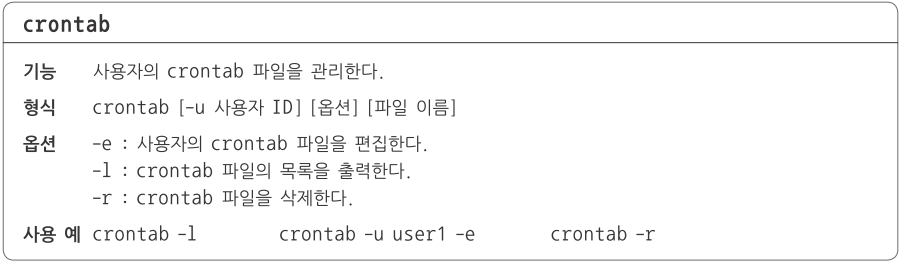 crontab
기능 사용자의 crontab 파일을 관리한다.
형식 crontab [-u 사용자 ID] [옵션] [파일 이름]
옵션 -e : 사용자의 crontab 파일을 편집한다.
-l : crontab 파일의 목록을 출력한다.
-r : crontab 파일을 삭제한다.
사용 예 crontab -l crontab -u user1 -e crontab -r